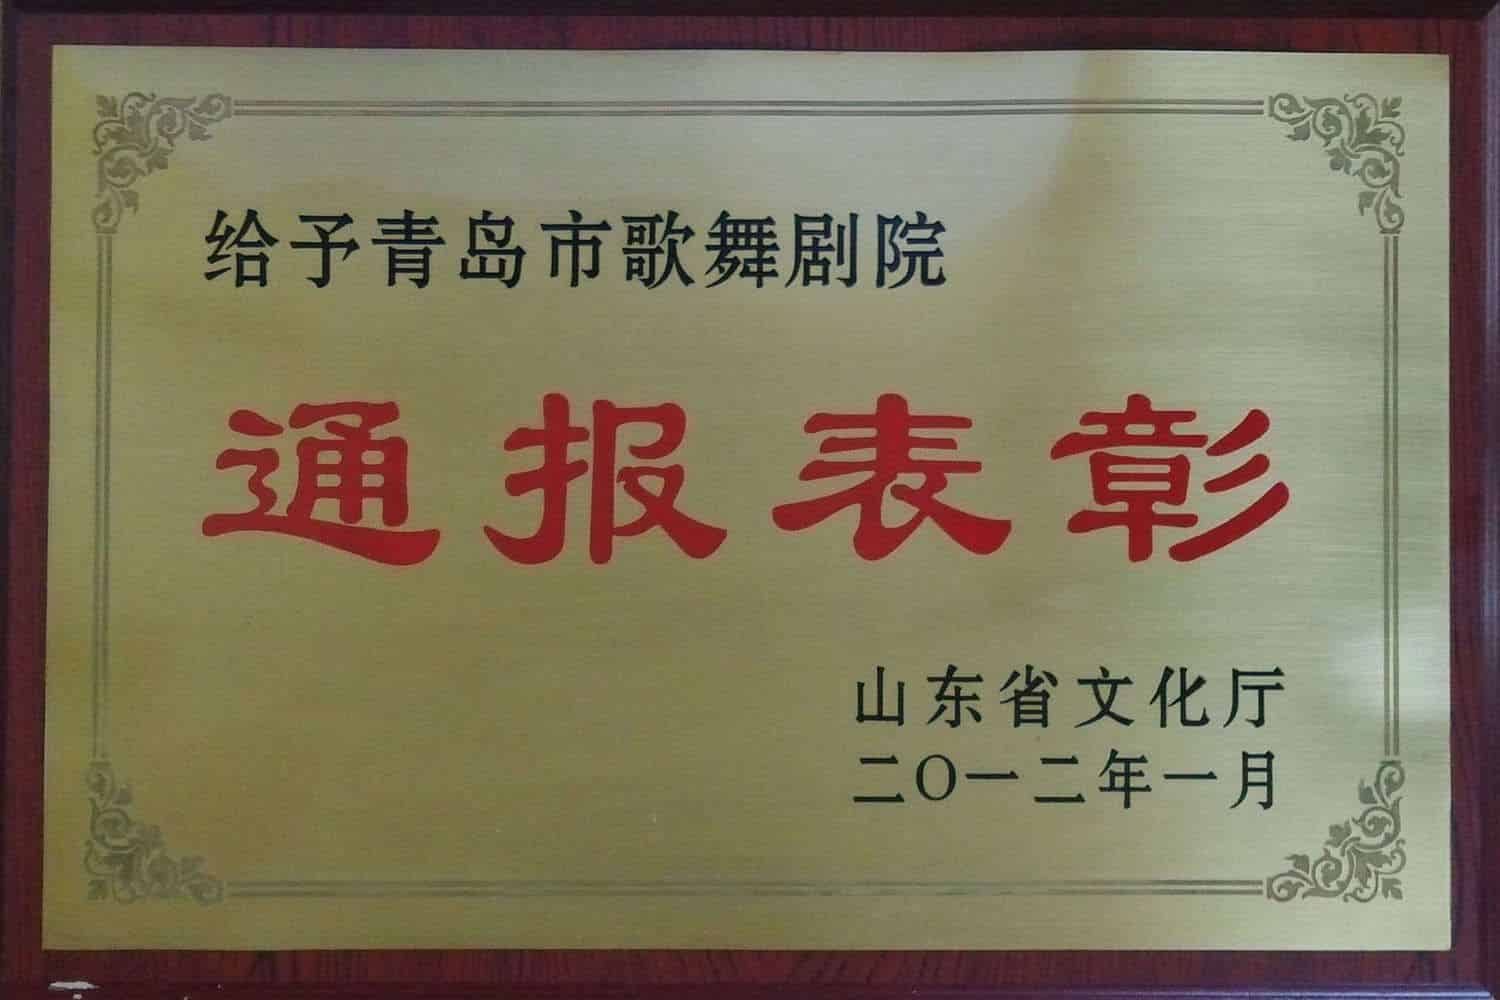 给予青岛市歌舞剧院
通报表彰
山东省文化厅
二〇一二年一月